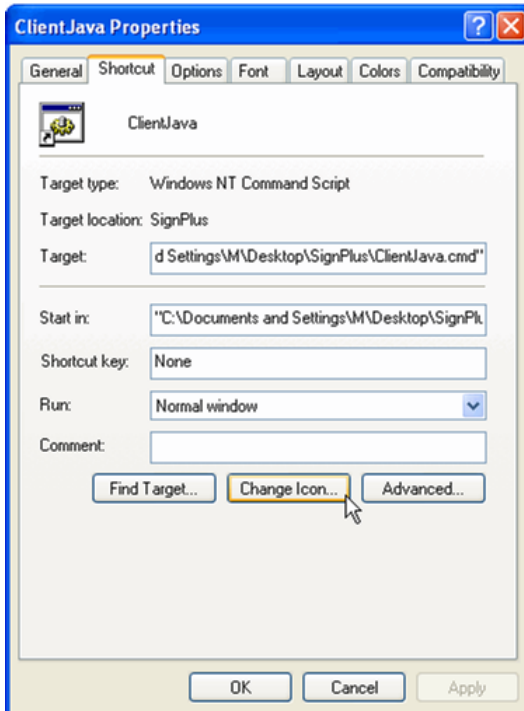 ClientJava Properties
General Shortcut Options Font Layout Colors Compatibility
ClientJava
Target type: Windows NT Command Script
Target location: SignPlus
Target: d Settings\M\Desktop\SignPlus\ClientJava.cmd"
Start in: "C:\Documents and Settings\M\Desktop\SignPlu
Shortcut key: None
Run: Normal window
Comment:
Find Target... Change Icon... Advanced...
OK Cancel Apply